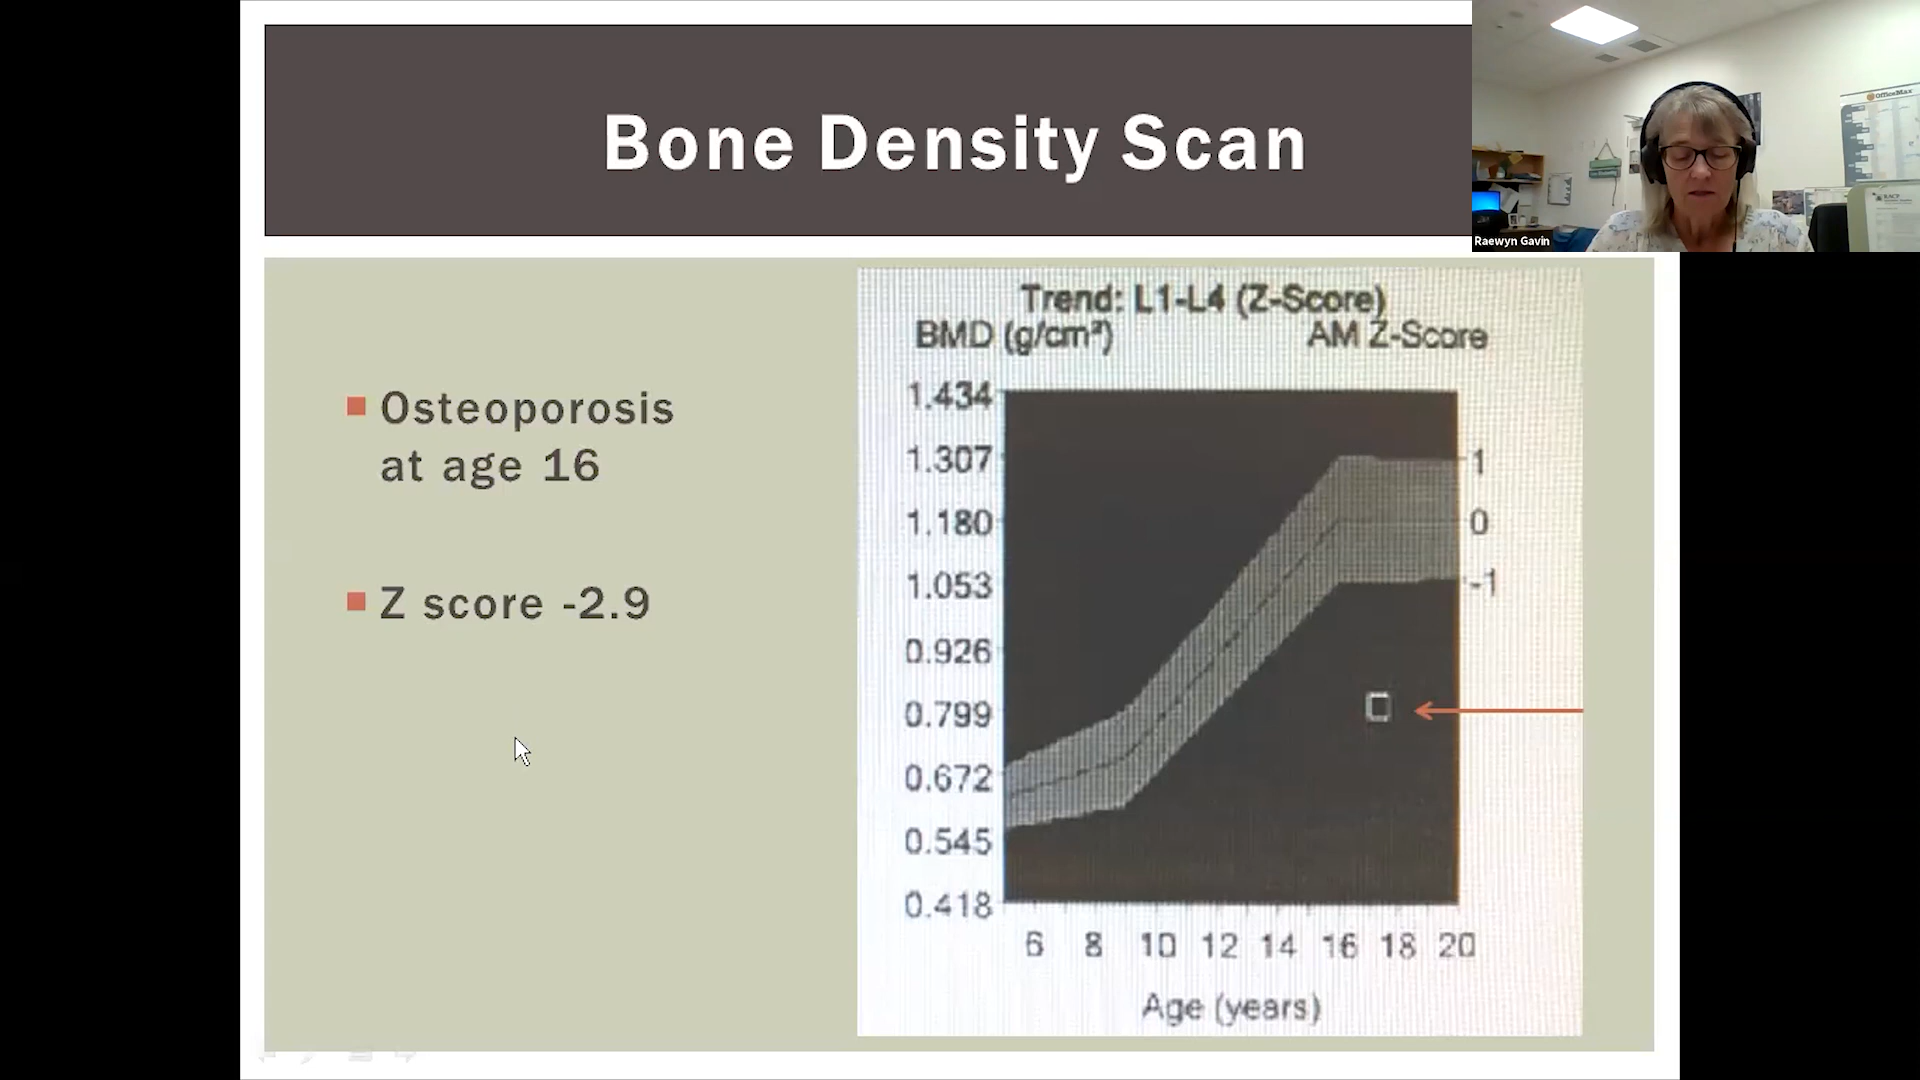 Bone Density Scan
OfficeMax
RACP
Raewyn Gavin
Osteoporosis
at age 16
Z score -2.9
Trend: L1-L4 (Z-Score)
BMD (g/cm²) AM Z-Score
1.434
1.307 1
1.180 0
1.053 -1
0.926
0.799
0.672
0.545
0.418
6 8 10 12 14 16 18 20
Age (years)